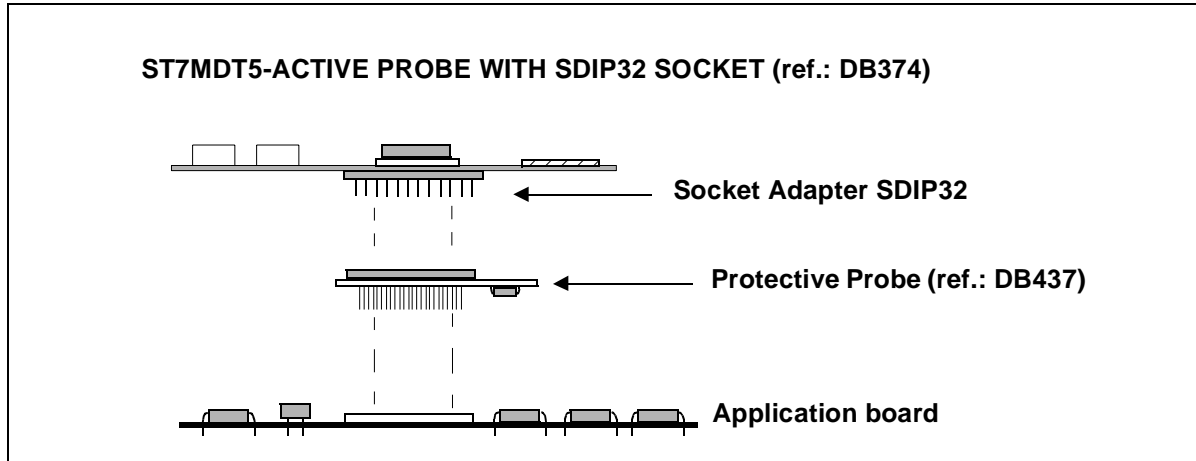 ST7MDT5-ACTIVE PROBE WITH SDIP32 SOCKET (ref.: DB374)
Socket Adapter SDIP32
Protective Probe (ref.: DB437)
Application board